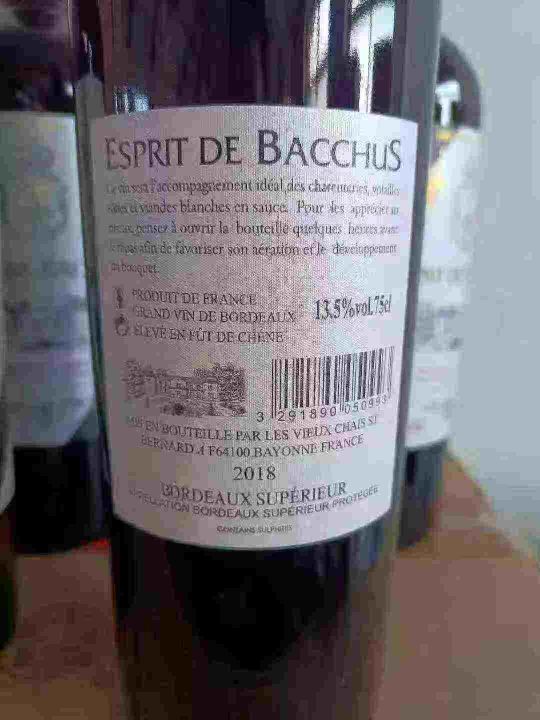 ESPRIT DE BACCHUS
Ce vin sera l'accompagnement idéal des charcuteries, volailles
et viandes blanches en sauce. Pour les apprécier au
mieux, pensez à ouvrir la bouteille quelques heures avant
le repas afin de favoriser son aération et le développement
du bouquet.
PRODUIT DE FRANCE
GRAND VIN DE BORDEAUX
ÉLEVÉ EN FÛT DE CHÊNE
13.5%vol.75cl
3 291890 050993
MIS EN BOUTEILLE PAR LES VIEUX CHAIS ST
BERNARD À F64100 BAYONNE FRANCE
2018
BORDEAUX SUPÉRIEUR
APPELLATION BORDEAUX SUPÉRIEUR PROTÉGÉE
CONTAINS SULPHITES